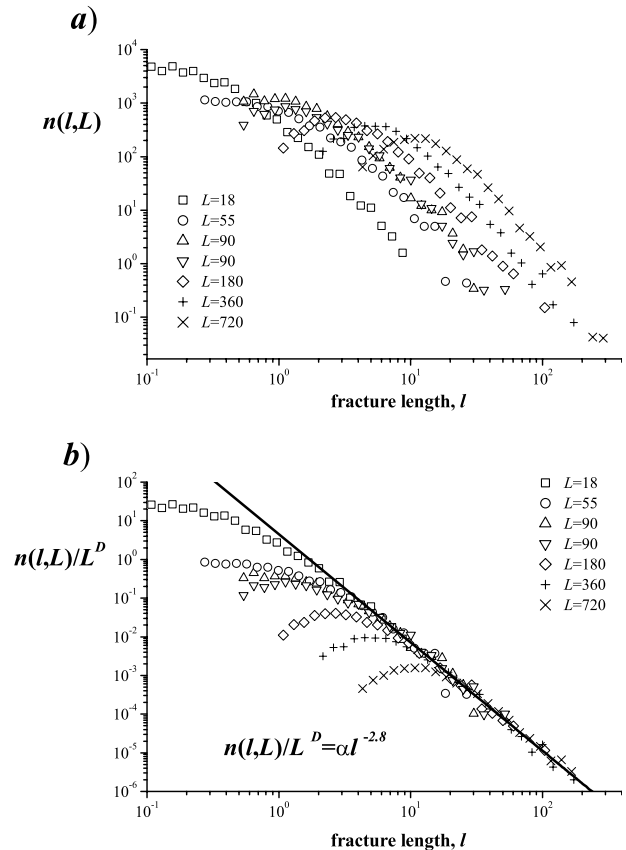 a)
10^4
10^3
10^2
10^1
10^0
10^-1
n(l,L)
L=18
L=55
L=90
L=90
L=180
L=360
L=720
10^-1 10^0 10^1 10^2
fracture length, l
b)
10^2
10^1
10^0
10^-1
10^-2
10^-3
10^-4
10^-5
10^-6
n(l,L)/L^D
L=18
L=55
L=90
L=90
L=180
L=360
L=720
n(l,L)/L^D=αl^-2.8
10^-1 10^0 10^1 10^2
fracture length, l